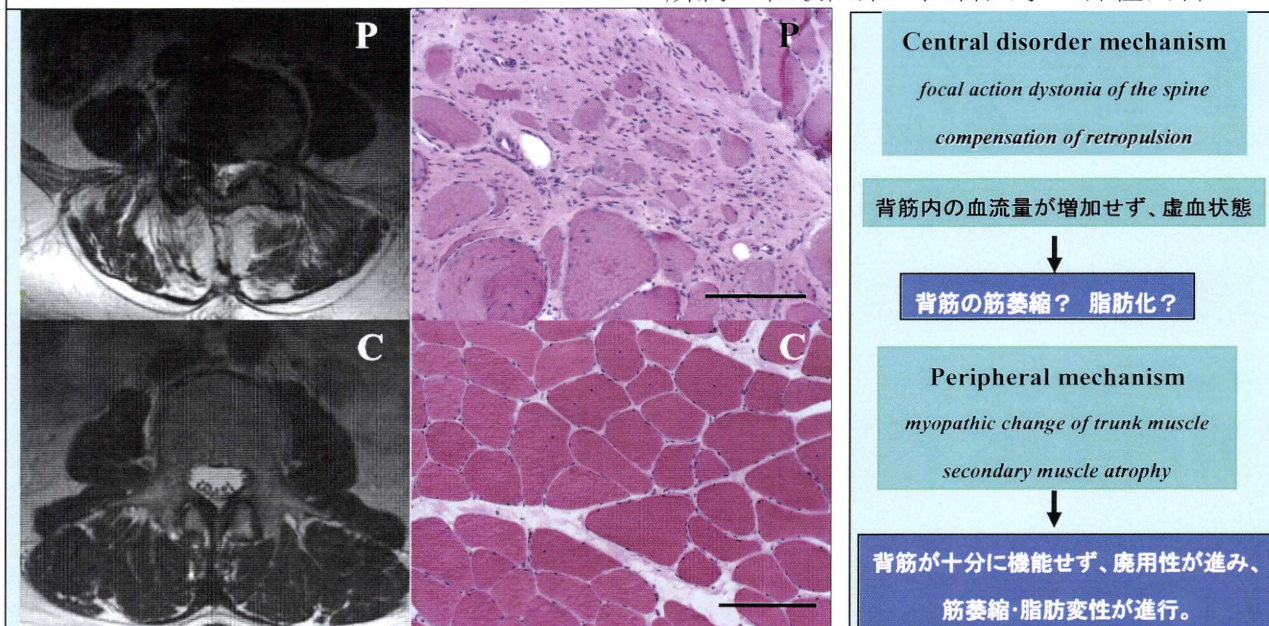 P
P
C
C
Central disorder mechanism
focal action dystonia of the spine
compensation of retropulsion
背筋内の血流量が増加せず、虚血状態
背筋の筋萎縮？ 脂肪化？
Peripheral mechanism
myopathic change of trunk muscle
secondary muscle atrophy
背筋が十分に機能せず、廃用性が進み、
筋萎縮・脂肪変性が進行。